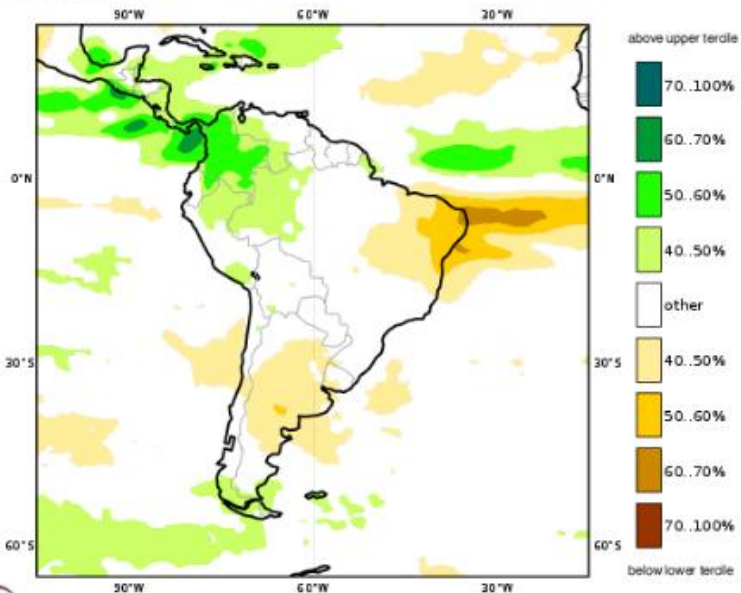 90°W 60°W 30°W
above upper tercile
70..100%
60..70%
50..60%
0°N 0°N
40..50%
other
30°S 30°S
40..50%
50..60%
60..70%
70..100%
60°S 60°S
below lower tercile
90°W 60°W 30°W